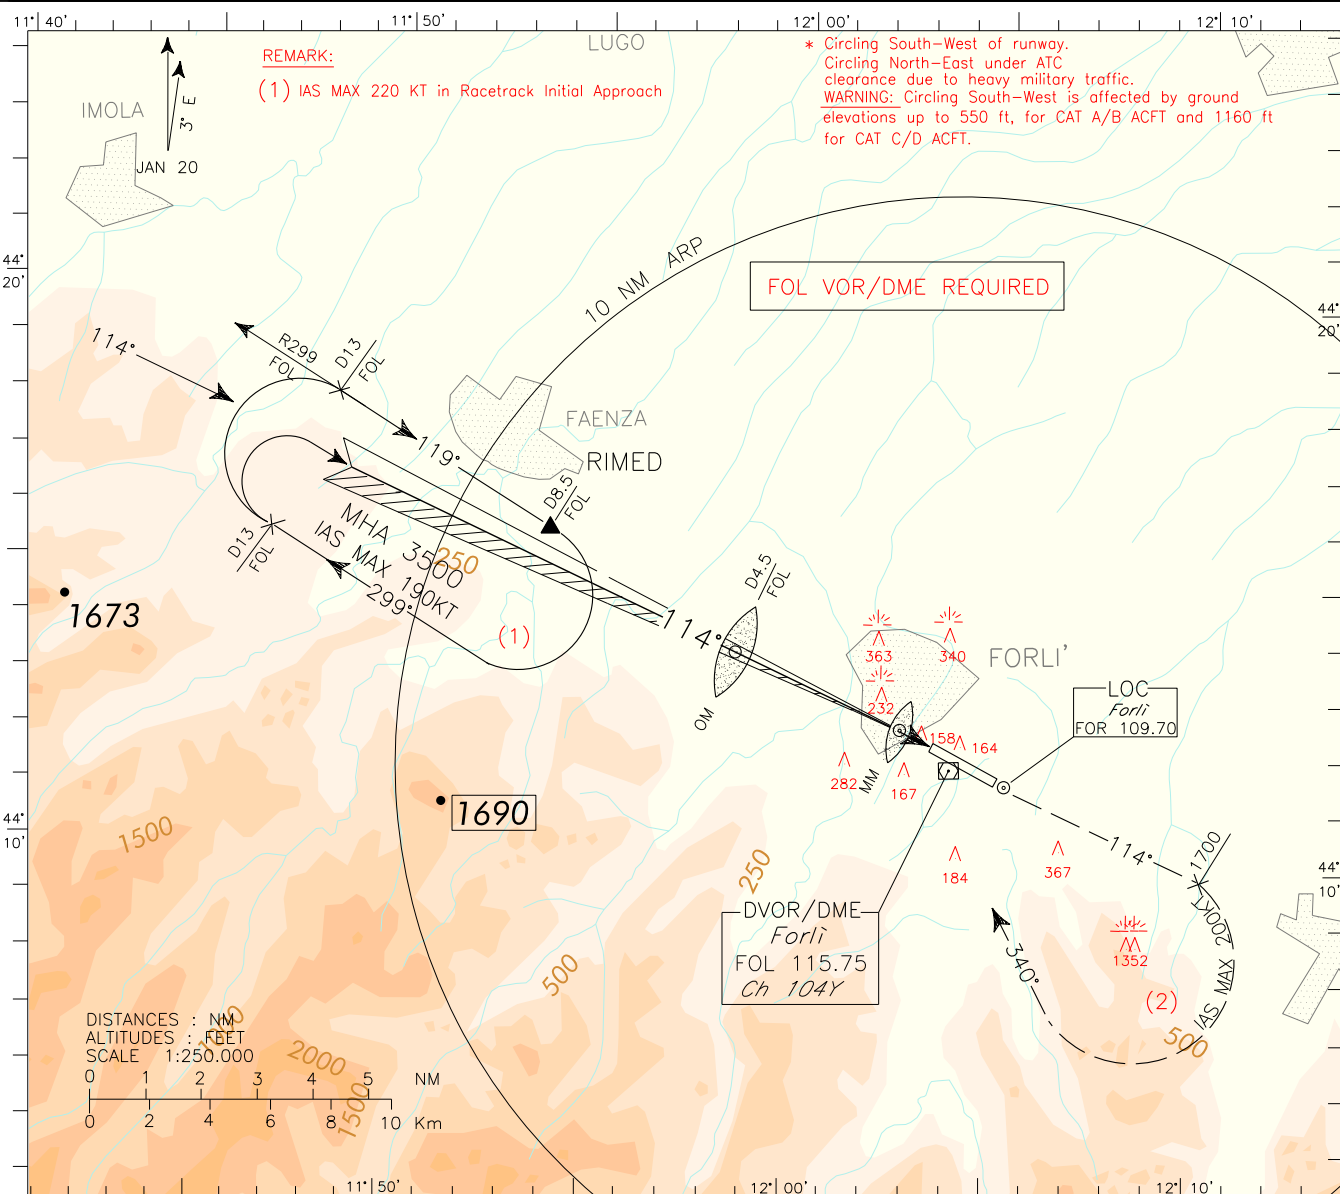 11° 40'
11° 50'
12° 00'
12° 10'
LUGO
REMARK:
(1) IAS MAX 220 KT in Racetrack Initial Approach
* Circling South-West of runway.
Circling North-East under ATC
clearance due to heavy military traffic.
WARNING: Circling South-West is affected by ground
elevations up to 550 ft, for CAT A/B ACFT and 1160 ft
for CAT C/D ACFT.
IMOLA
3° E
JAN 20
44°
20'
44°
20'
10 NM ARP
FOL VOR/DME REQUIRED
114°
R299
FOL
D13
FOL
119°
FAENZA
RIMED
D8.5
FOL
D13
FOL
MHA 3500
IAS MAX 190KT
299°
250
(1)
1673
114°
D4.5
FOL
OM
363
340
232
FORLI'
158
164
282
167
MM
LOC
Forlì
FOR 109.70
1690
1500
44°
10'
250
184
367
114°
1700
44°
10'
DVOR/DME
Forlì
FOL 115.75
Ch 104Y
340°
1352
(2)
IAS MAX 200KT
500
500
1000
2000
1500
DISTANCES : NM
ALTITUDES : FEET
SCALE 1:250.000
0 1 2 3 4 5 NM
0 2 4 6 8 10 Km
11° 50'
12° 00'
12° 10'